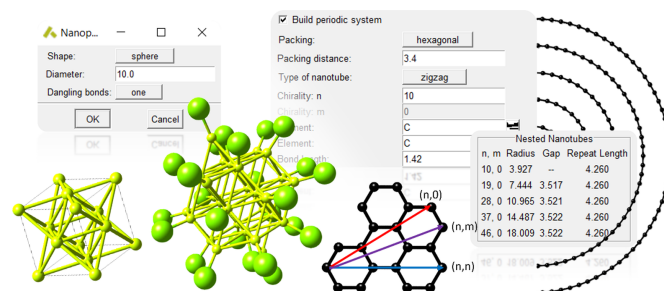 Nanop...
Shape: sphere
Diameter: 10.0
Dangling bonds: one
OK Cancel
Build periodic system
Packing: hexagonal
Packing distance: 3.4
Type of nanotube: zigzag
Chirality: n 10
Chirality: m 0
Element: C
Element: C
Bond length: 1.42
Nested Nanotubes
n, m Radius Gap Repeat Length
10, 0 3.927 -- 4.260
19, 0 7.444 3.517 4.260
28, 0 10.965 3.521 4.260
37, 0 14.487 3.522 4.260
46, 0 18.009 3.522 4.260
(n,0)
(n,m)
(n,n)